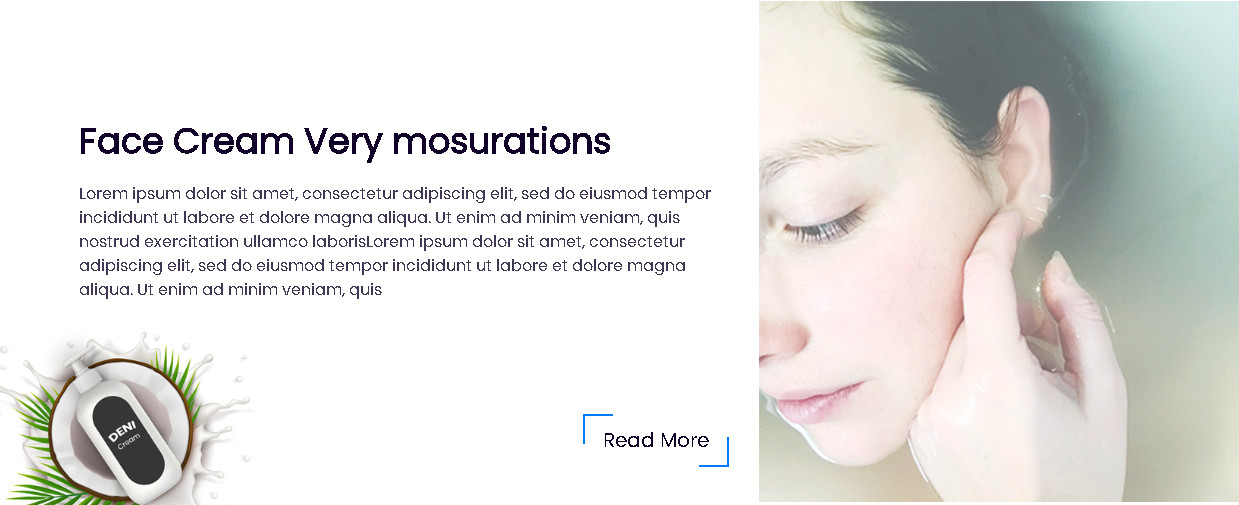 Face Cream Very mosurations
Lorem ipsum dolor sit amet, consectetur adipiscing elit, sed do eiusmod tempor
incididunt ut labore et dolore magna aliqua. Ut enim ad minim veniam, quis
nostrud exercitation ullamco laborisLorem ipsum dolor sit amet, consectetur
adipiscing elit, sed do eiusmod tempor incididunt ut labore et dolore magna
aliqua. Ut enim ad minim veniam, quis
DENI
Cream
Read More